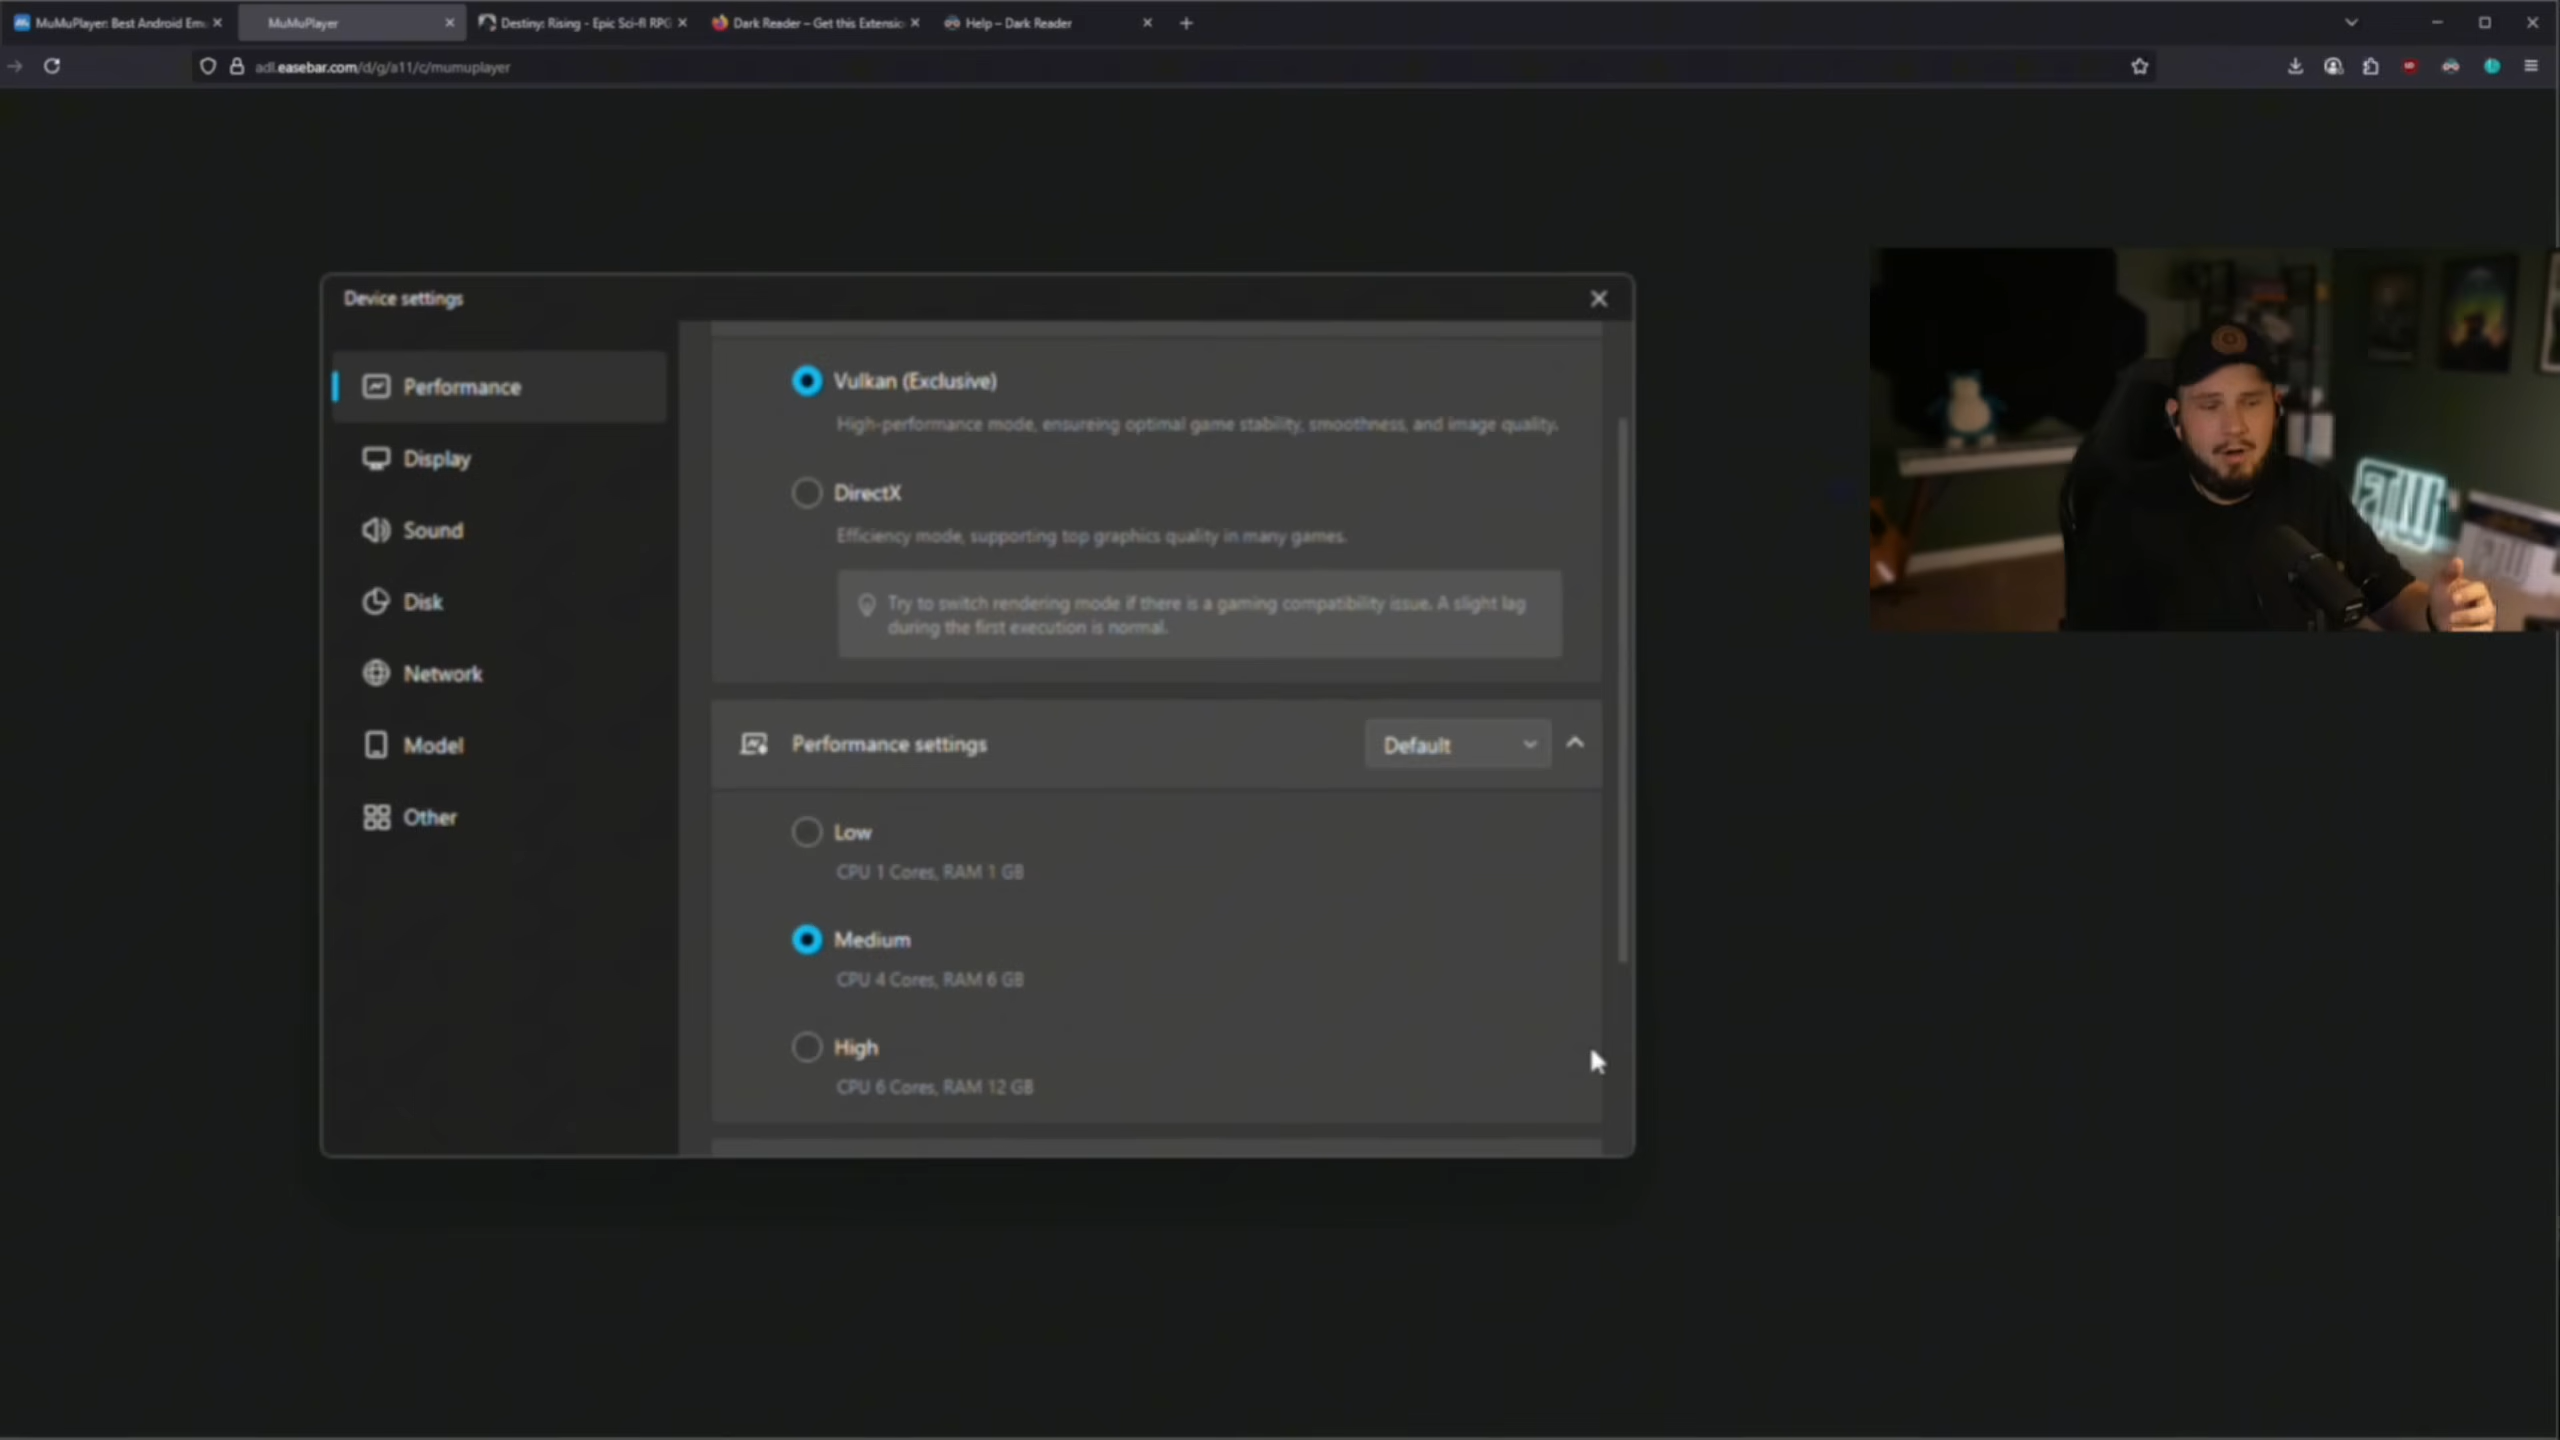 MuMuPlayer: Best Android Em
MuMuPlayer
Destiny: Rising - Epic Sci-fi RPG
Dark Reader – Get this Extensio
Help – Dark Reader
adl.easebar.com/d/g/a11/c/mumuplayer
Device settings
Performance
Display
Sound
Disk
Network
Model
Other
Vulkan (Exclusive)
High-performance mode, ensureing optimal game stability, smoothness, and image quality.
DirectX
Efficiency mode, supporting top graphics quality in many games.
Try to switch rendering mode if there is a gaming compatibility issue. A slight lag
during the first execution is normal.
Performance settings
Default
Low
CPU 1 Cores, RAM 1 GB
Medium
CPU 4 Cores, RAM 6 GB
High
CPU 6 Cores, RAM 12 GB